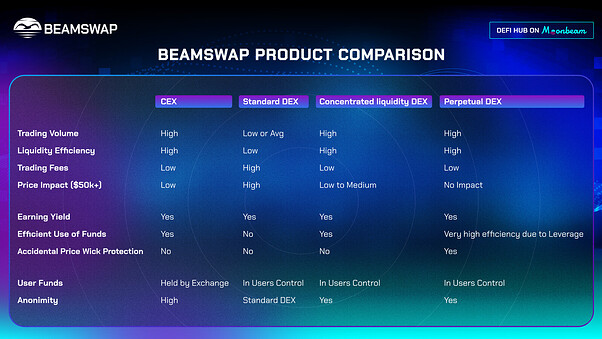 BEAMSWAP
DEFI HUB ON Moonbeam
BEAMSWAP PRODUCT COMPARISON
CEX Standard DEX Concentrated liquidity DEX Perpetual DEX
Trading Volume High Low or Avg High High
Liquidity Efficiency High Low High High
Trading Fees Low High Low Low
Price Impact ($50k+) Low High Low to Medium No Impact
Earning Yield Yes Yes Yes Yes
Efficient Use of Funds Yes No Yes Very high efficiency due to Leverage
Accidental Price Wick Protection No No No Yes
User Funds Held by Exchange In Users Control In Users Control In Users Control
Anonimity High Standard DEX Yes Yes